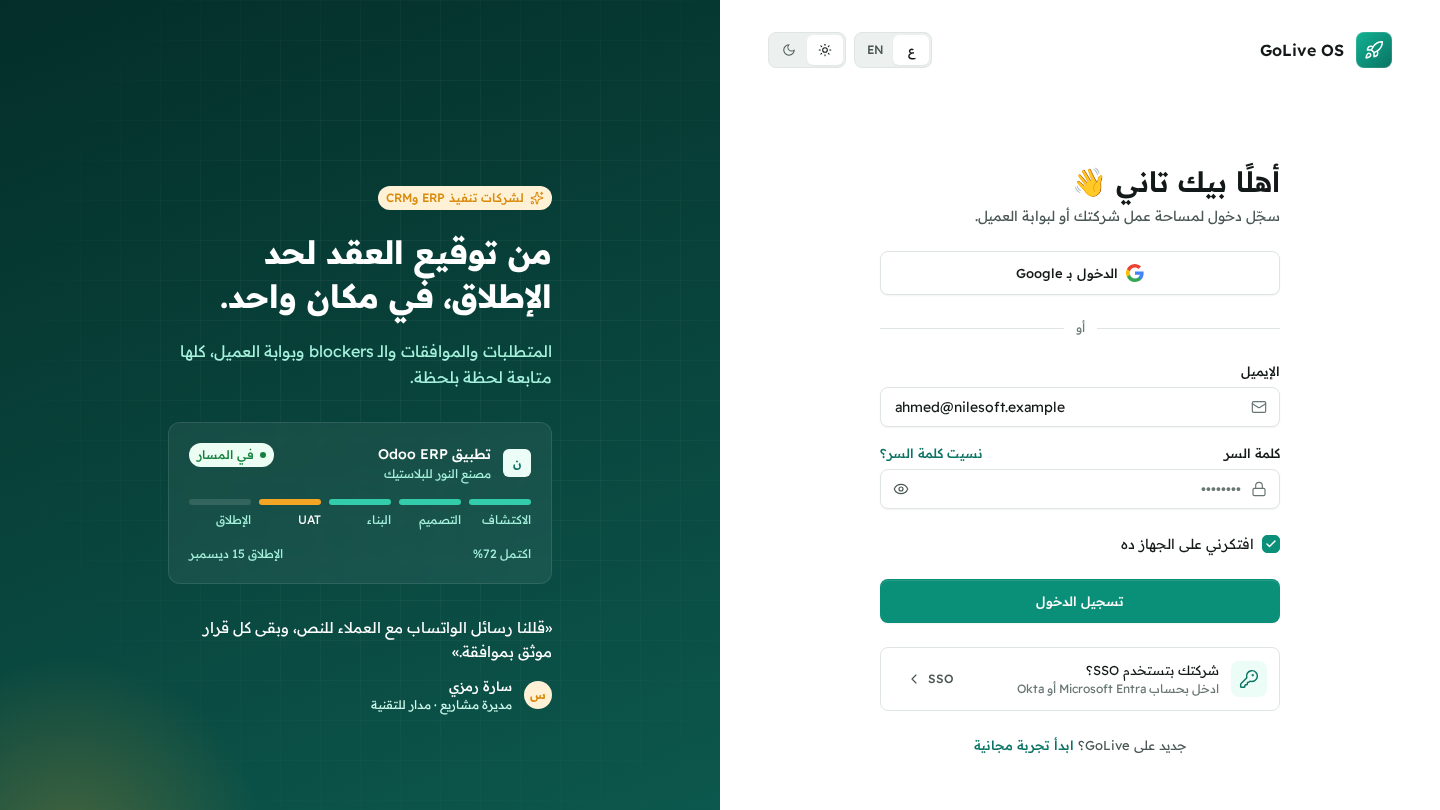 GoLive OS
ع
EN
أهلًا بيك تاني 👋
سجّل دخول لمساحة عمل شركتك أو لبوابة العميل.
الدخول بـ Google
أو
الإيميل
ahmed@nilesoft.example
كلمة السر
نسيت كلمة السر؟
••••••••
افتكرني على الجهاز ده
تسجيل الدخول
شركتك بتستخدم SSO؟
ادخل بحساب Microsoft Entra أو Okta
SSO
جديد على GoLive؟ ابدأ تجربة مجانية
لشركات تنفيذ ERP وCRM
من توقيع العقد لحد
الإطلاق، في مكان واحد.
المتطلبات والموافقات والـ blockers وبوابة العميل، كلها
متابعة لحظة بلحظة.
ن
تطبيق Odoo ERP
مصنع النور للبلاستيك
في المسار
الاكتشاف
التصميم
البناء
UAT
الإطلاق
اكتمل 72%
الإطلاق 15 ديسمبر
«قللنا رسائل الواتساب مع العملاء للنص، وبقى كل قرار
موثق بموافقة.»
س
سارة رمزي
مديرة مشاريع · مدار للتقنية